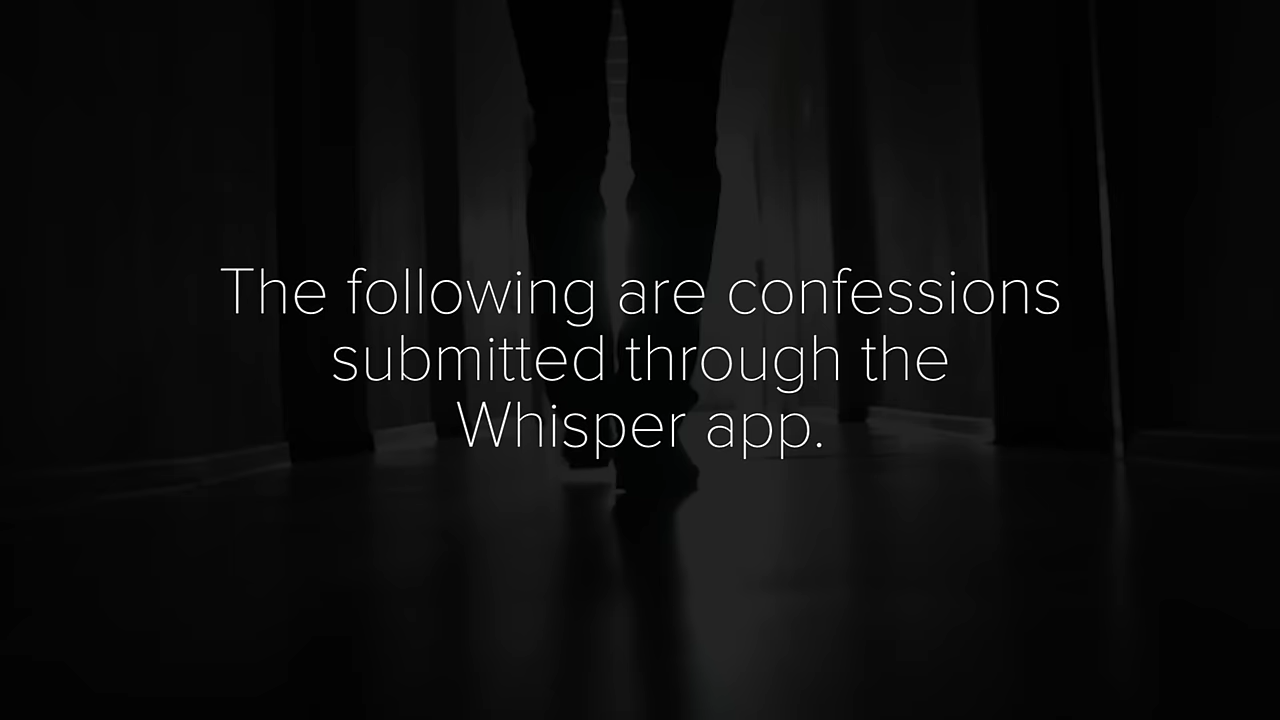 The following are confessions
submitted through the
Whisper app.